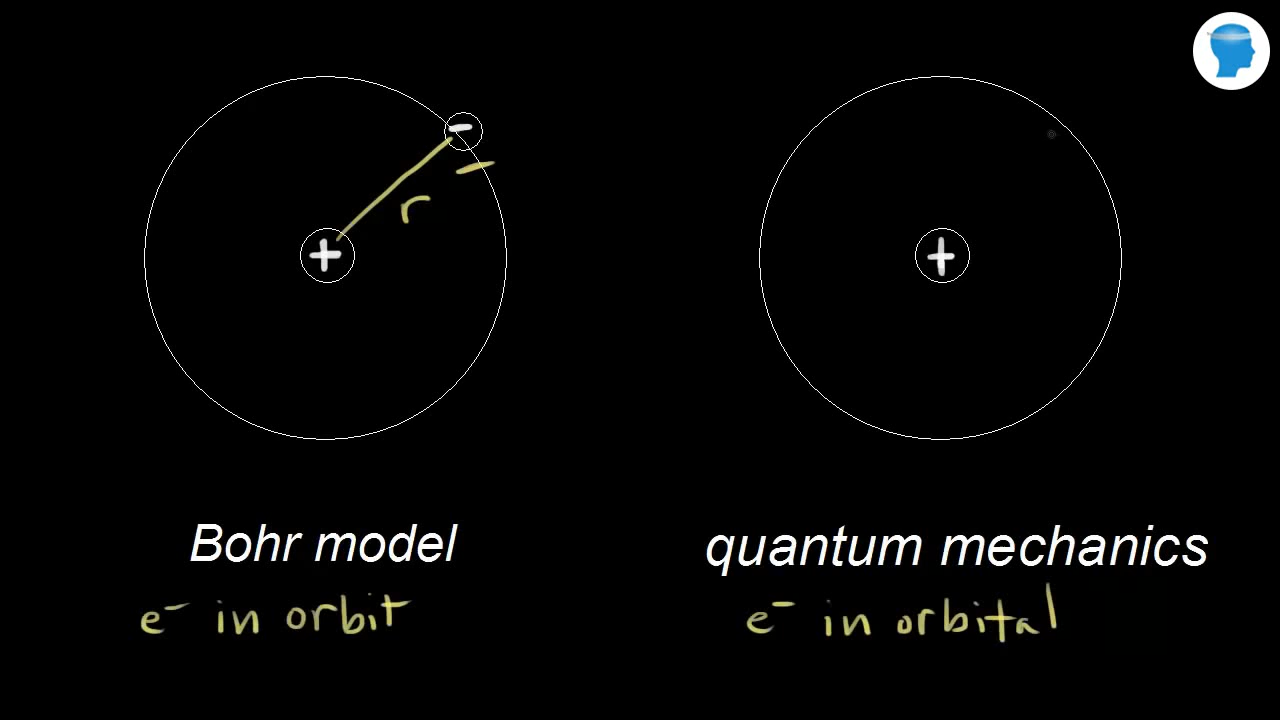 -
r
-
+
+
Bohr model
quantum mechanics
e⁻ in orbit
e⁻ in orbital